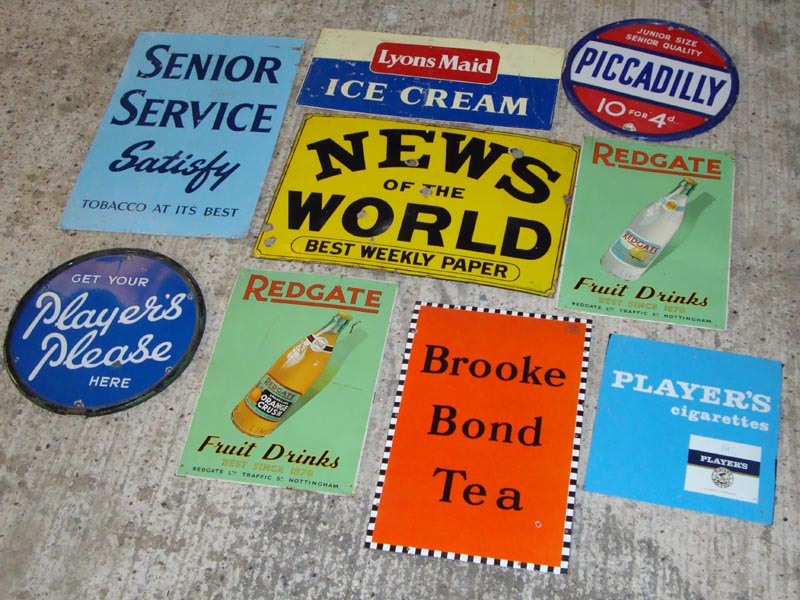 SENIOR
SERVICE
Satisfy
TOBACCO AT ITS BEST
Lyons Maid
ICE CREAM
JUNIOR SIZE
SENIOR QUALITY
PICCADILLY
10 FOR 4d
NEWS
OF THE
WORLD
BEST WEEKLY PAPER
REDGATE
REDGATE
Fruit Drinks
BEST SINCE 1878
REDGATE LTD TRAFFIC ST NOTTINGHAM.
GET YOUR
Player's
Please
HERE
REDGATE
REDGATE
ORANGE
CRUSH
Fruit Drinks
BEST SINCE 1878
REDGATE LTD TRAFFIC ST NOTTINGHAM.
Brooke
Bond
Tea
PLAYER'S
cigarettes
PLAYER'S